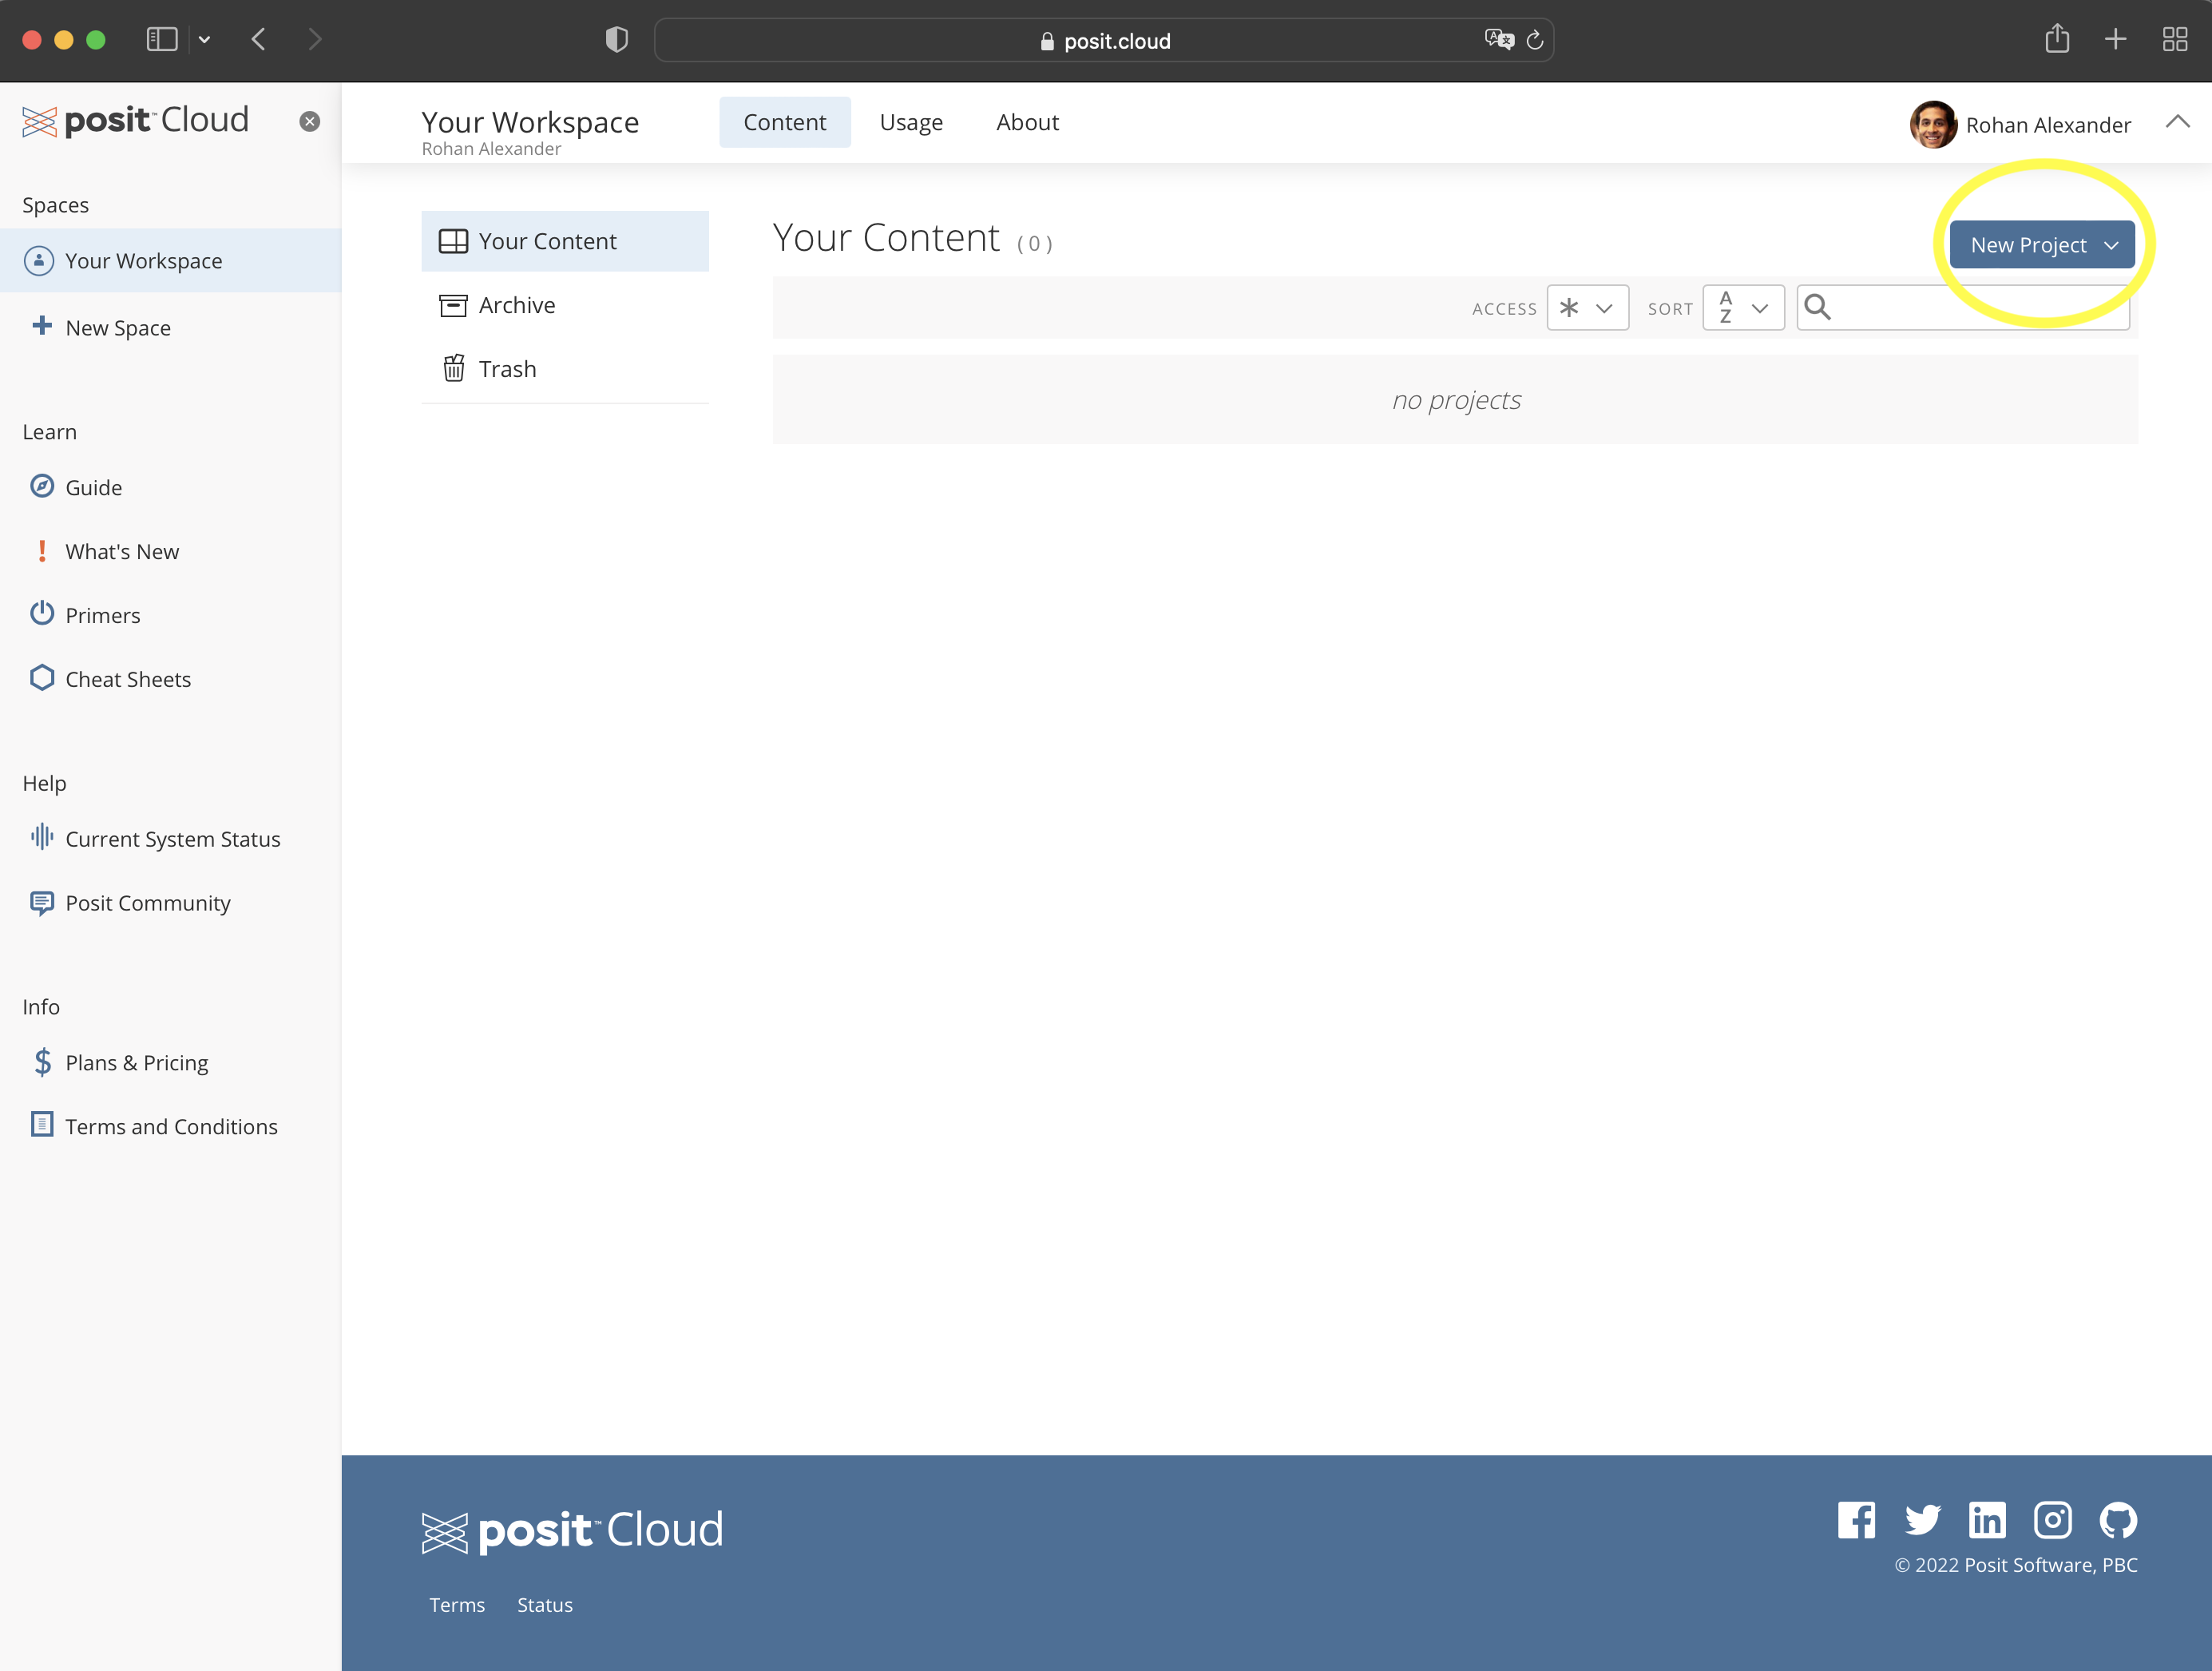 posit.cloud
posit™ Cloud
Spaces
Your Workspace
New Space
Learn
Guide
What's New
Primers
Cheat Sheets
Help
Current System Status
Posit Community
Info
Plans & Pricing
Terms and Conditions
Your Workspace
Rohan Alexander
Content Usage About
Rohan Alexander
Your Content
Archive
Trash
Your Content (0)
New Project
ACCESS * SORT A Z
no projects
posit™ Cloud
Terms Status
© 2022 Posit Software, PBC